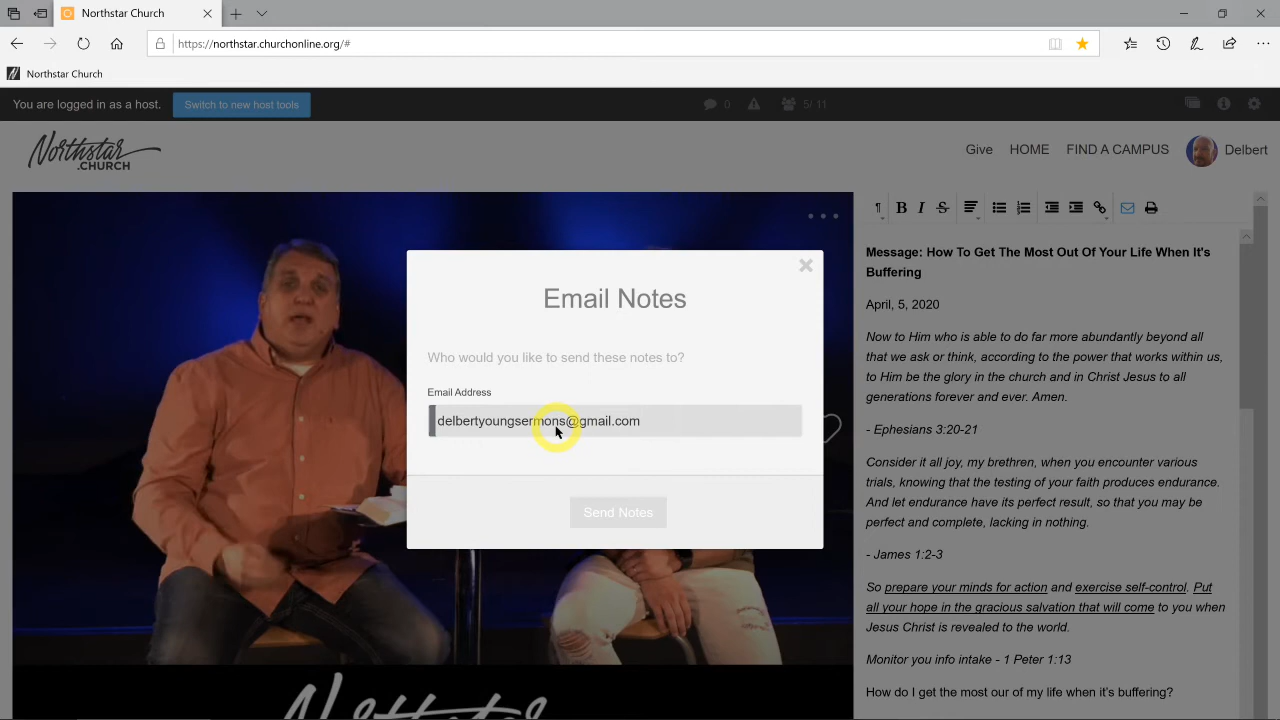 Northstar Church
https://northstar.churchonline.org/#
Northstar Church
You are logged in as a host.
Switch to new host tools
0
5/ 11
Northstar
.CHURCH
Give
HOME
FIND A CAMPUS
Delbert
B I S
Email Notes
Who would you like to send these notes to?
Email Address
delbertyoungsermons@gmail.com
Send Notes
Message: How To Get The Most Out Of Your Life When It's
Buffering
April, 5, 2020
Now to Him who is able to do far more abundantly beyond all
that we ask or think, according to the power that works within us,
to Him be the glory in the church and in Christ Jesus to all
generations forever and ever. Amen.
- Ephesians 3:20-21
Consider it all joy, my brethren, when you encounter various
trials, knowing that the testing of your faith produces endurance.
And let endurance have its perfect result, so that you may be
perfect and complete, lacking in nothing.
- James 1:2-3
So prepare your minds for action and exercise self-control. Put
all your hope in the gracious salvation that will come to you when
Jesus Christ is revealed to the world.
Monitor you info intake - 1 Peter 1:13
How do I get the most our of my life when it's buffering?
Northstar